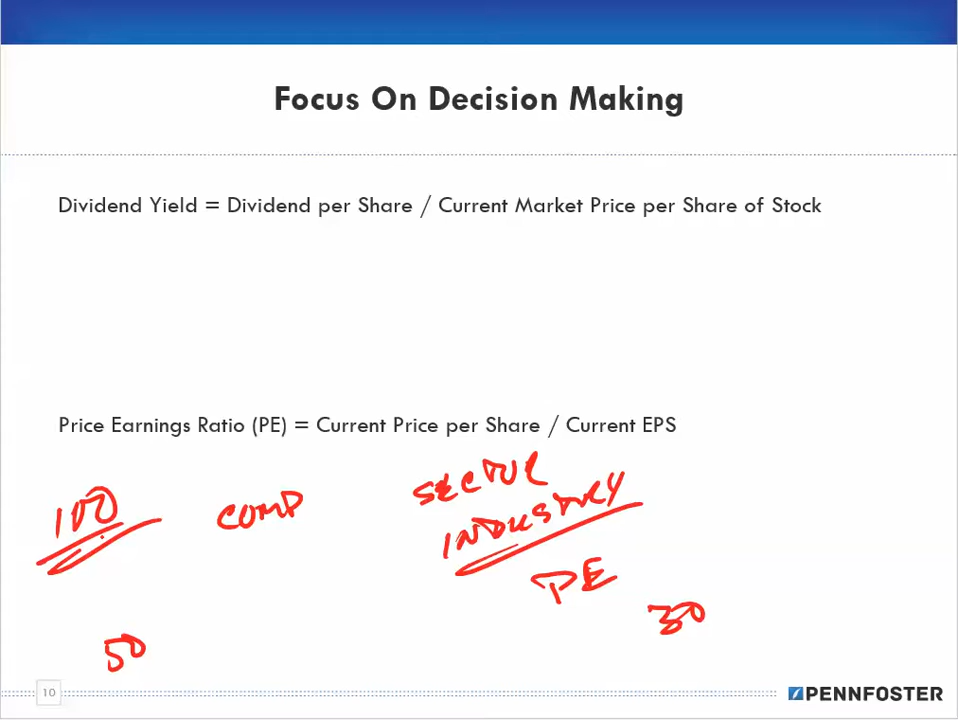 Focus On Decision Making
Dividend Yield = Dividend per Share / Current Market Price per Share of Stock
Price Earnings Ratio (PE) = Current Price per Share / Current EPS
SECTOR
100 COMP
INDUSTRY
PE
30
50
10
PENNFOSTER